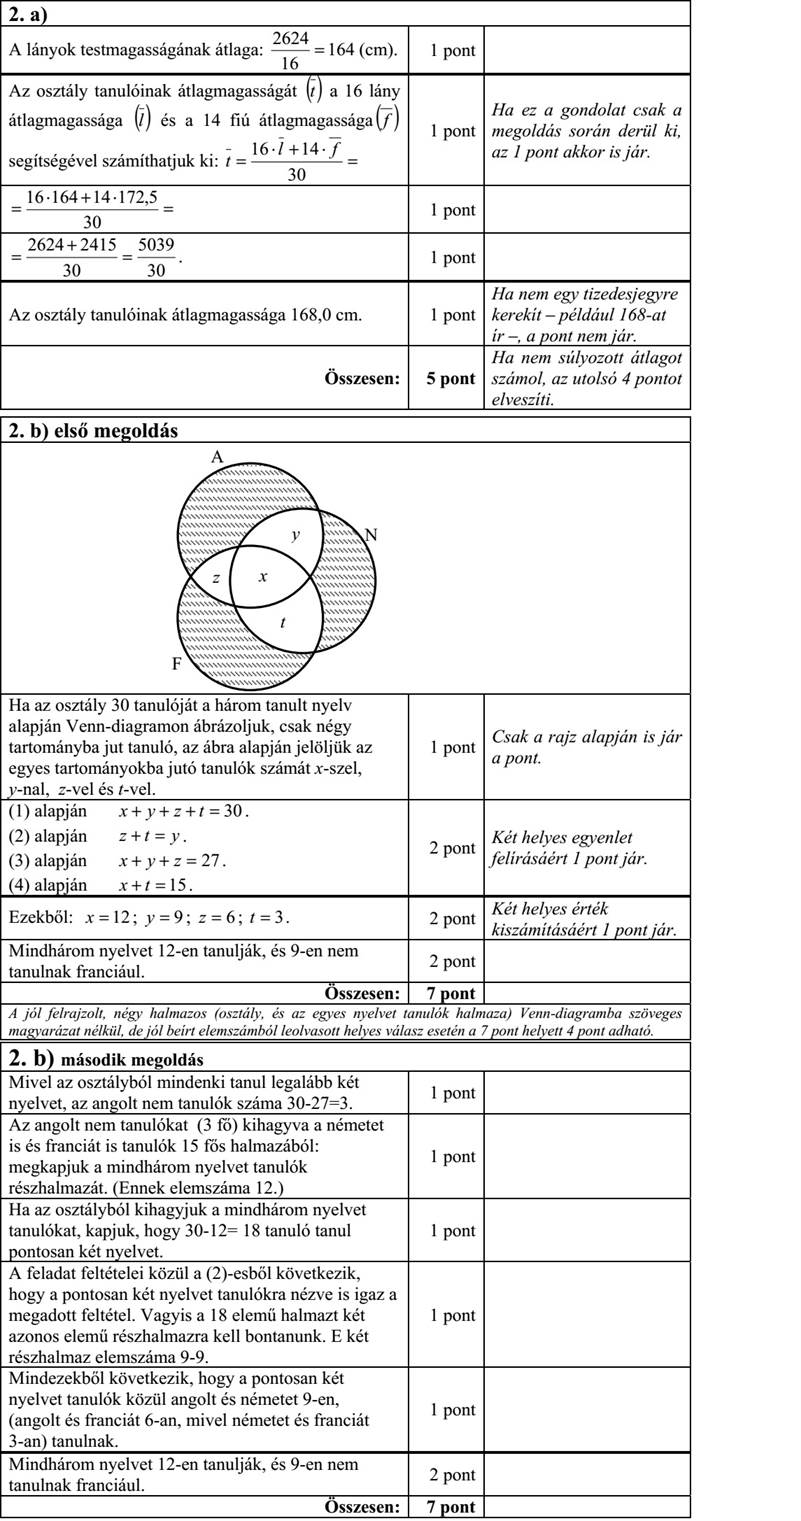 2. a)
A lányok testmagasságának átlaga: 2624/16 = 164 (cm).
1 pont
Az osztály tanulóinak átlagmagasságát (t̄) a 16 lány
átlagmagassága (l̄) és a 14 fiú átlagmagassága (f̄)
segítségével számíthatjuk ki: t̄ = (16·l̄ + 14·f̄)/30 =
1 pont
Ha ez a gondolat csak a
megoldás során derül ki,
az 1 pont akkor is jár.
= (16·164+14·172,5)/30 =
1 pont
= (2624+2415)/30 = 5039/30 .
1 pont
Az osztály tanulóinak átlagmagassága 168,0 cm.
1 pont
Ha nem egy tizedesjegyre
kerekít – például 168-at
ír –, a pont nem jár.
Összesen:
5 pont
Ha nem súlyozott átlagot
számol, az utolsó 4 pontot
elveszíti.
2. b) első megoldás
A
y
N
z
x
t
F
Ha az osztály 30 tanulóját a három tanult nyelv
alapján Venn-diagramon ábrázoljuk, csak négy
tartományba jut tanuló, az ábra alapján jelöljük az
egyes tartományokba jutó tanulók számát x-szel,
y-nal, z-vel és t-vel.
1 pont
Csak a rajz alapján is jár
a pont.
(1) alapján x + y + z + t = 30 .
(2) alapján z + t = y .
(3) alapján x + y + z = 27 .
(4) alapján x + t = 15 .
2 pont
Két helyes egyenlet
felírásáért 1 pont jár.
Ezekből: x = 12 ; y = 9 ; z = 6 ; t = 3 .
2 pont
Két helyes érték
kiszámításáért 1 pont jár.
Mindhárom nyelvet 12-en tanulják, és 9-en nem
tanulnak franciául.
2 pont
Összesen:
7 pont
A jól felrajzolt, négy halmazos (osztály, és az egyes nyelvet tanulók halmaza) Venn-diagramba szöveges
magyarázat nélkül, de jól beírt elemszámból leolvasott helyes válasz esetén a 7 pont helyett 4 pont adható.
2. b) második megoldás
Mivel az osztályból mindenki tanul legalább két
nyelvet, az angolt nem tanulók száma 30-27=3.
1 pont
Az angolt nem tanulókat (3 fő) kihagyva a németet
is és franciát is tanulók 15 fős halmazából:
megkapjuk a mindhárom nyelvet tanulók
részhalmazát. (Ennek elemszáma 12.)
1 pont
Ha az osztályból kihagyjuk a mindhárom nyelvet
tanulókat, kapjuk, hogy 30-12= 18 tanuló tanul
pontosan két nyelvet.
1 pont
A feladat feltételei közül a (2)-esből következik,
hogy a pontosan két nyelvet tanulókra nézve is igaz a
megadott feltétel. Vagyis a 18 elemű halmazt két
azonos elemű részhalmazra kell bontanunk. E két
részhalmaz elemszáma 9-9.
1 pont
Mindezekből következik, hogy a pontosan két
nyelvet tanulók közül angolt és németet 9-en,
(angolt és franciát 6-an, mivel németet és franciát
3-an) tanulnak.
1 pont
Mindhárom nyelvet 12-en tanulják, és 9-en nem
tanulnak franciául.
2 pont
Összesen:
7 pont